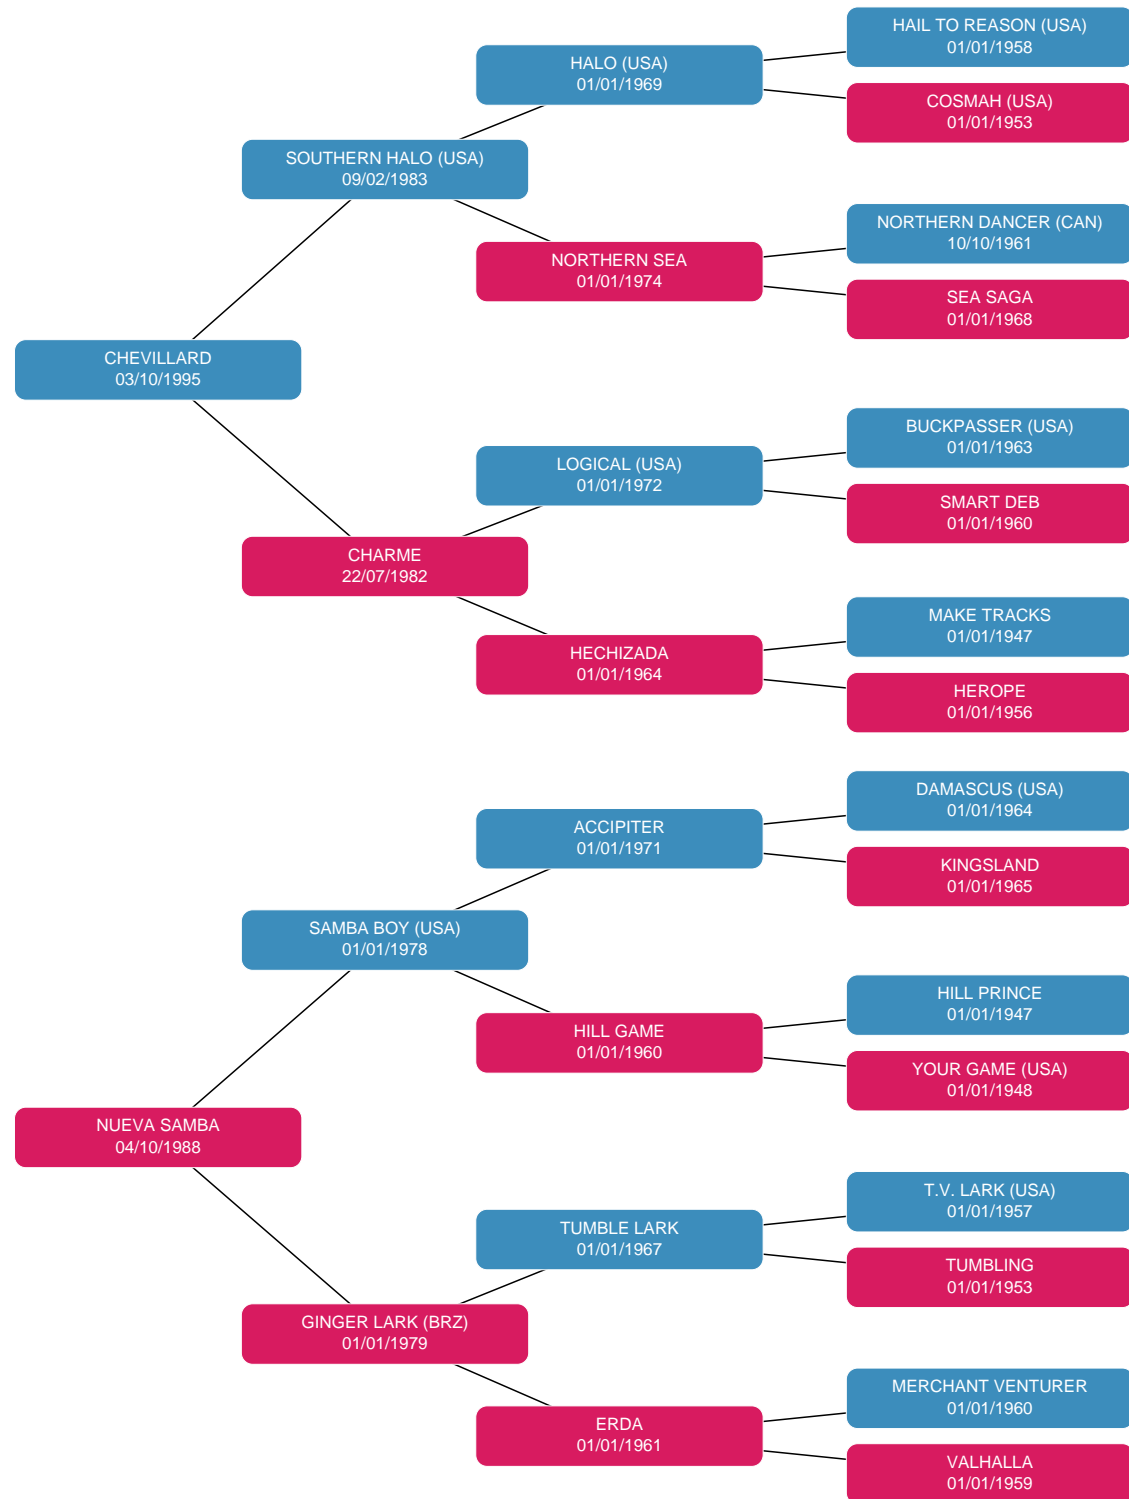 HAIL TO REASON (USA)
01/01/1958
HALO (USA)
01/01/1969
COSMAH (USA)
01/01/1953
SOUTHERN HALO (USA)
09/02/1983
NORTHERN DANCER (CAN)
10/10/1961
NORTHERN SEA
01/01/1974
SEA SAGA
01/01/1968
CHEVILLARD
03/10/1995
BUCKPASSER (USA)
01/01/1963
LOGICAL (USA)
01/01/1972
SMART DEB
01/01/1960
CHARME
22/07/1982
MAKE TRACKS
01/01/1947
HECHIZADA
01/01/1964
HEROPE
01/01/1956
DAMASCUS (USA)
01/01/1964
ACCIPITER
01/01/1971
KINGSLAND
01/01/1965
SAMBA BOY (USA)
01/01/1978
HILL PRINCE
01/01/1947
HILL GAME
01/01/1960
YOUR GAME (USA)
01/01/1948
NUEVA SAMBA
04/10/1988
T.V. LARK (USA)
01/01/1957
TUMBLE LARK
01/01/1967
TUMBLING
01/01/1953
GINGER LARK (BRZ)
01/01/1979
MERCHANT VENTURER
01/01/1960
ERDA
01/01/1961
VALHALLA
01/01/1959